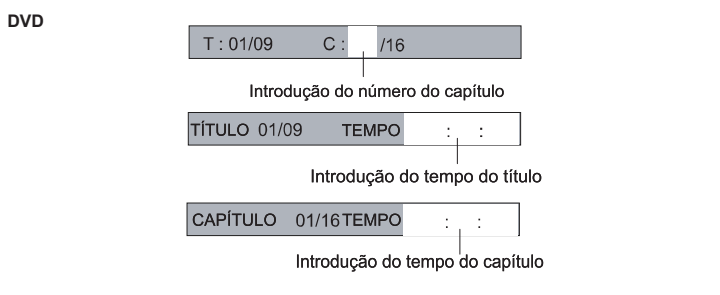 DVD
T : 01/09 C : /16
Introdução do número do capítulo
TÍTULO 01/09 TEMPO : :
Introdução do tempo do título
CAPÍTULO 01/16 TEMPO : :
Introdução do tempo do capítulo